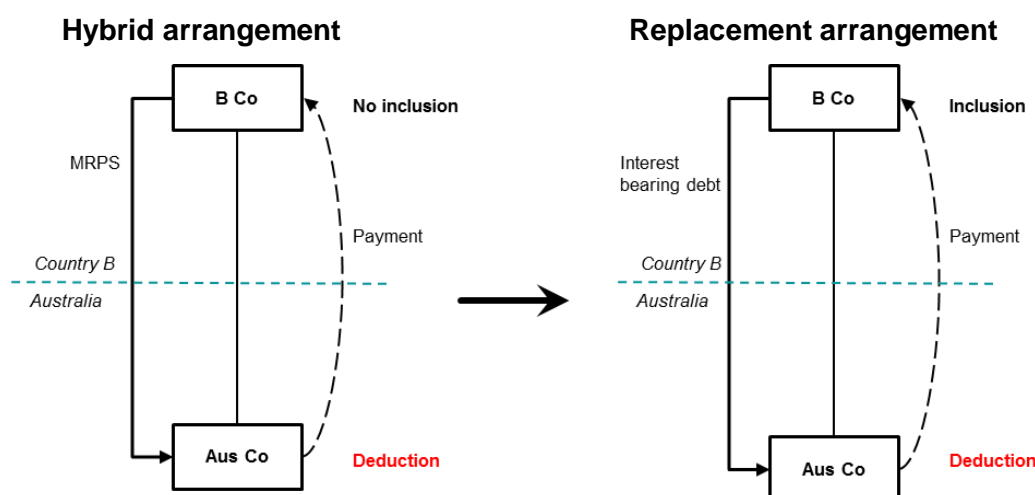 Hybrid arrangement
B Co
No inclusion
MRPS
Payment
Country B
Australia
Aus Co
Deduction
Replacement arrangement
B Co
Inclusion
Interest
bearing debt
Payment
Country B
Australia
Aus Co
Deduction